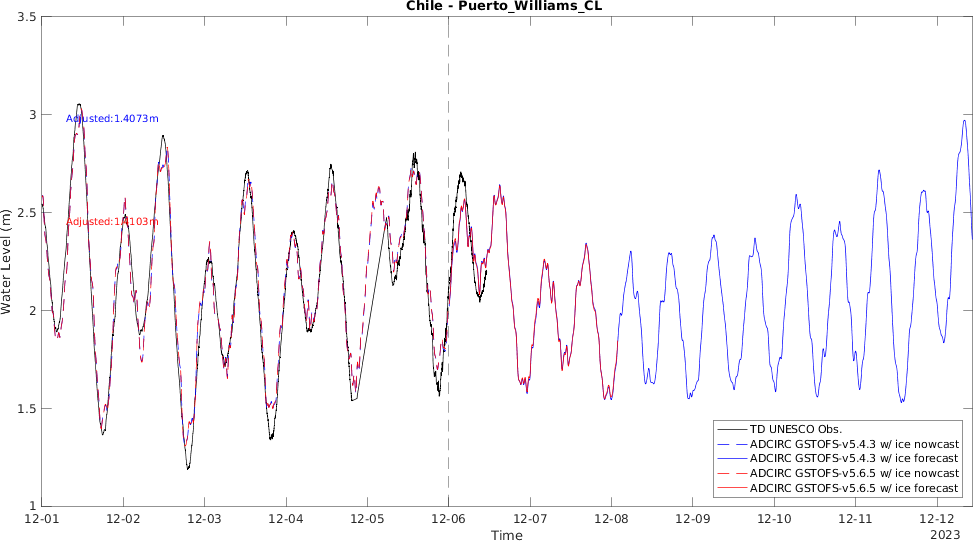 Chile - Puerto_Williams_CL
3.5
3
2.5
2
1.5
1
Water Level (m)
Adjusted:1.4073m
12-01
12-02
12-03
12-04
12-05
12-06
12-07
12-08
12-09
12-10
12-11
12-12
2023
Time
TD UNESCO Obs.
ADCIRC GSTOFS-v5.4.3 w/ ice nowcast
ADCIRC GSTOFS-v5.4.3 w/ ice forecast
ADCIRC GSTOFS-v5.6.5 w/ ice nowcast
ADCIRC GSTOFS-v5.6.5 w/ ice forecast